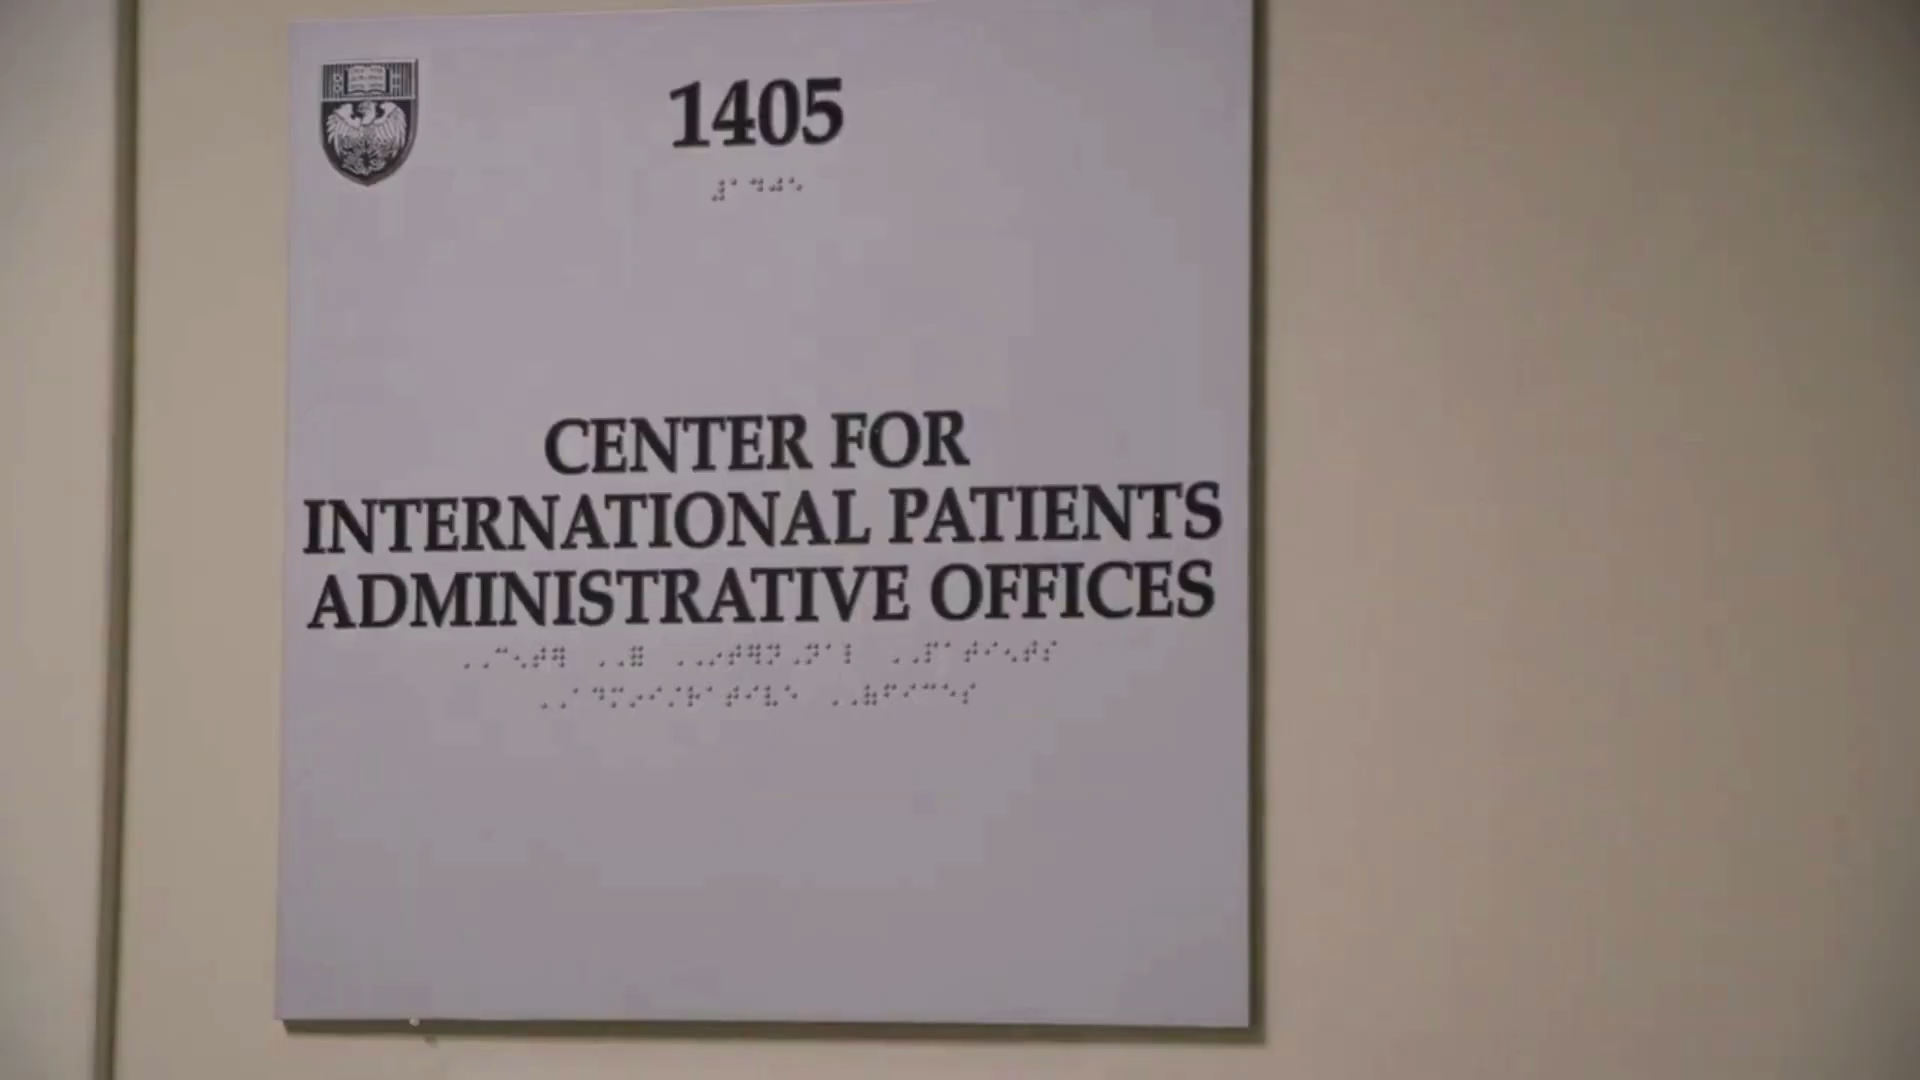 1405
⠼⠁⠙⠚⠑
CENTER FOR
INTERNATIONAL PATIENTS
ADMINISTRATIVE OFFICES